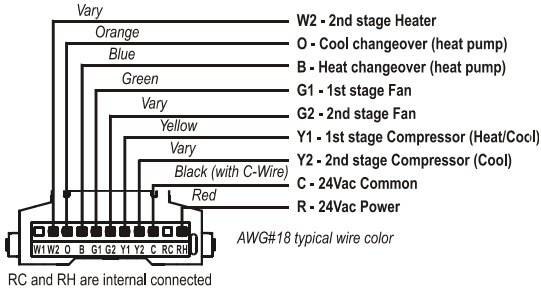 Vary W2 - 2nd stage Heater
Orange O - Cool changeover (heat pump)
Blue B - Heat changeover (heat pump)
Green G1 - 1st stage Fan
Vary G2 - 2nd stage Fan
Yellow Y1 - 1st stage Compressor (Heat/Cool)
Vary Y2 - 2nd stage Compressor (Cool)
Black (with C-Wire) C - 24Vac Common
Red R - 24Vac Power
AWG#18 typical wire color
W1 W2 O B G1 G2 Y1 Y2 C RC RH
RC and RH are internal connected